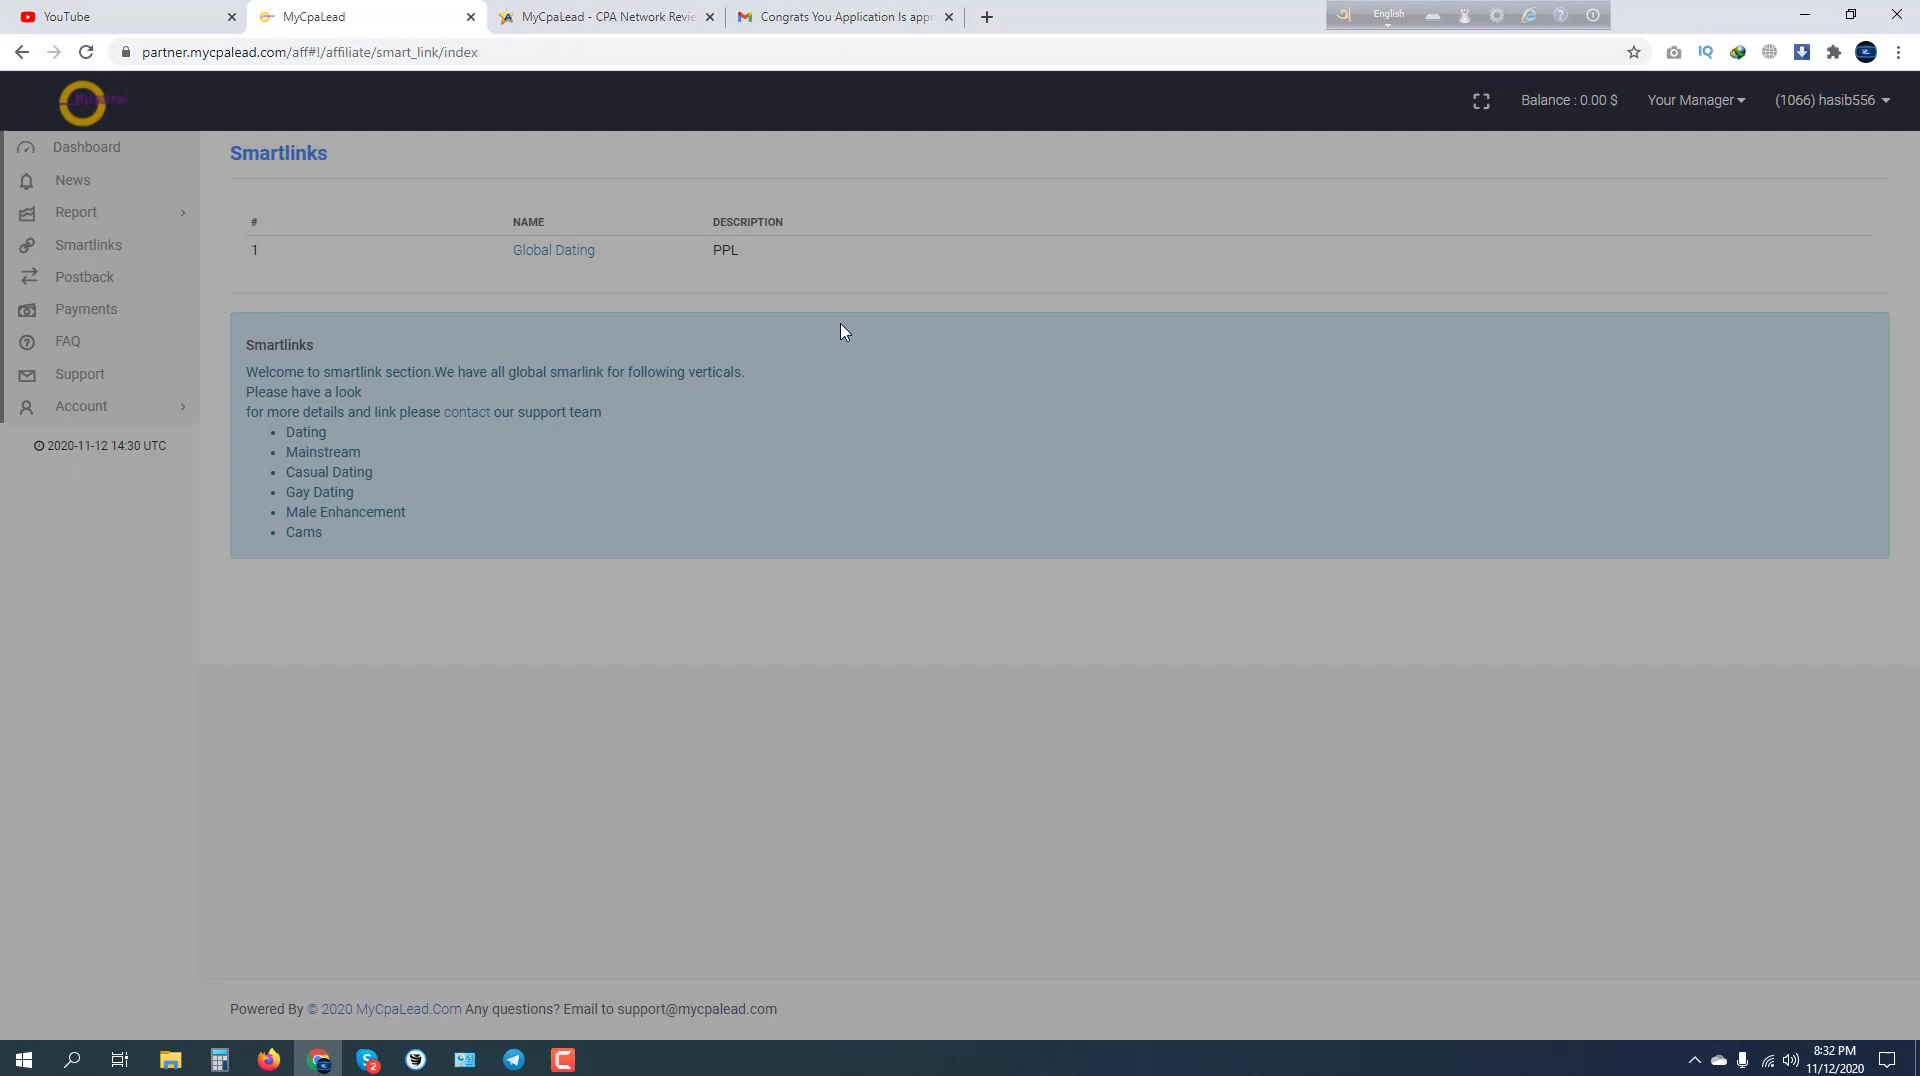 YouTube
MyCpaLead
MyCpaLead - CPA Network Revie
Congrats You Application Is appr
English
partner.mycpalead.com/aff#!/affiliate/smart_link/index
IQ
MyCpaLead
Balance : 0.00 $
Your Manager
(1066) hasib556
Dashboard
News
Report
Smartlinks
Postback
Payments
FAQ
Support
Account
2020-11-12 14:30 UTC
Smartlinks
# NAME DESCRIPTION
1 Global Dating PPL
Smartlinks
Welcome to smartlink section.We have all global smarlink for following verticals.
Please have a look
for more details and link please contact our support team
• Dating
• Mainstream
• Casual Dating
• Gay Dating
• Male Enhancement
• Cams
Powered By © 2020 MyCpaLead.Com Any questions? Email to support@mycpalead.com
2
8:32 PM
11/12/2020